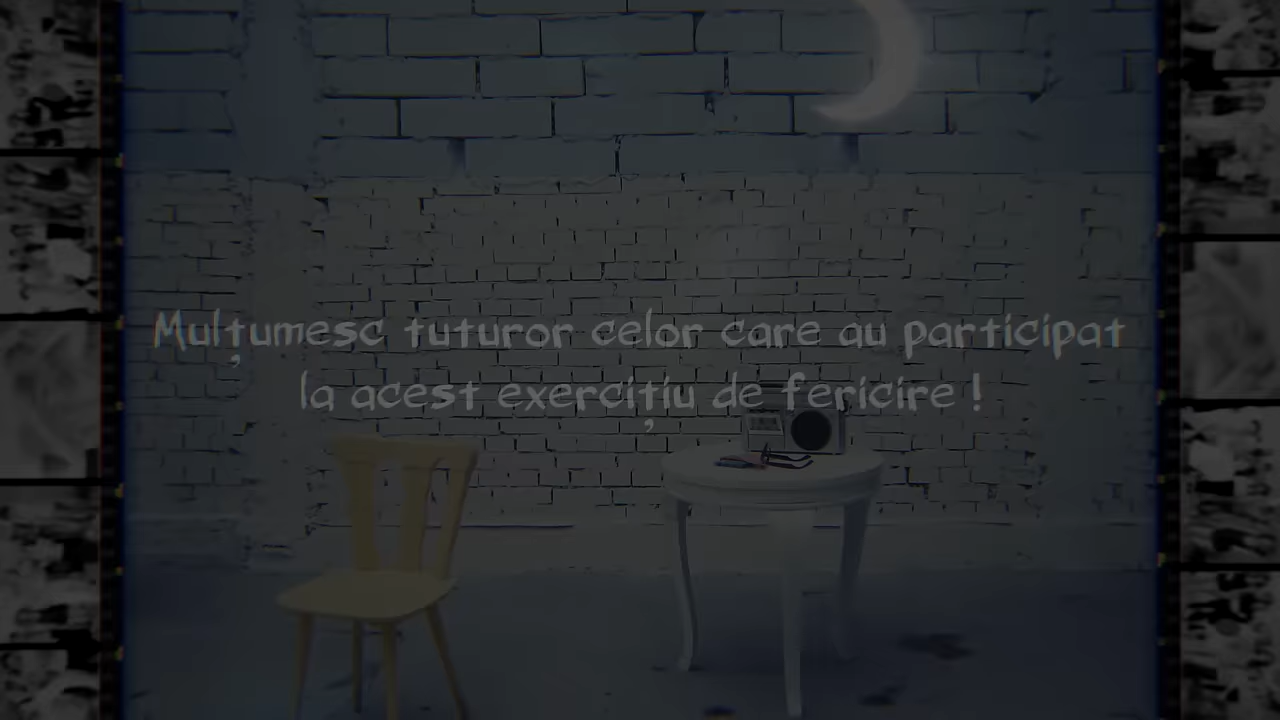 Mulțumesc tuturor celor care au participat
la acest exercițiu de fericire !